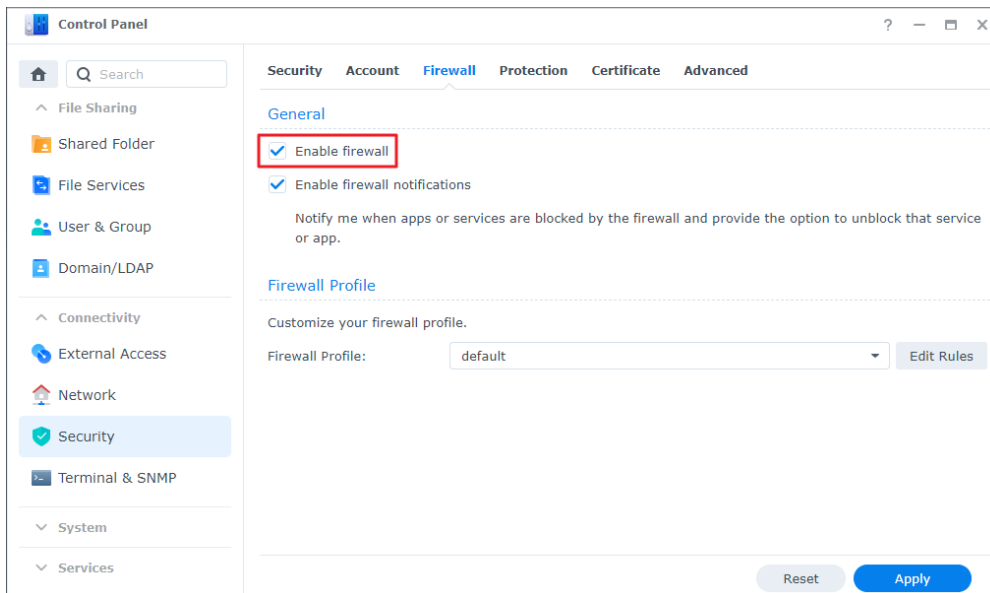 Control Panel
?
Search
File Sharing
Shared Folder
File Services
User & Group
Domain/LDAP
Connectivity
External Access
Network
Security
Terminal & SNMP
System
Services
Security Account Firewall Protection Certificate Advanced
General
Enable firewall
Enable firewall notifications
Notify me when apps or services are blocked by the firewall and provide the option to unblock that service
or app.
Firewall Profile
Customize your firewall profile.
Firewall Profile: default Edit Rules
Reset Apply